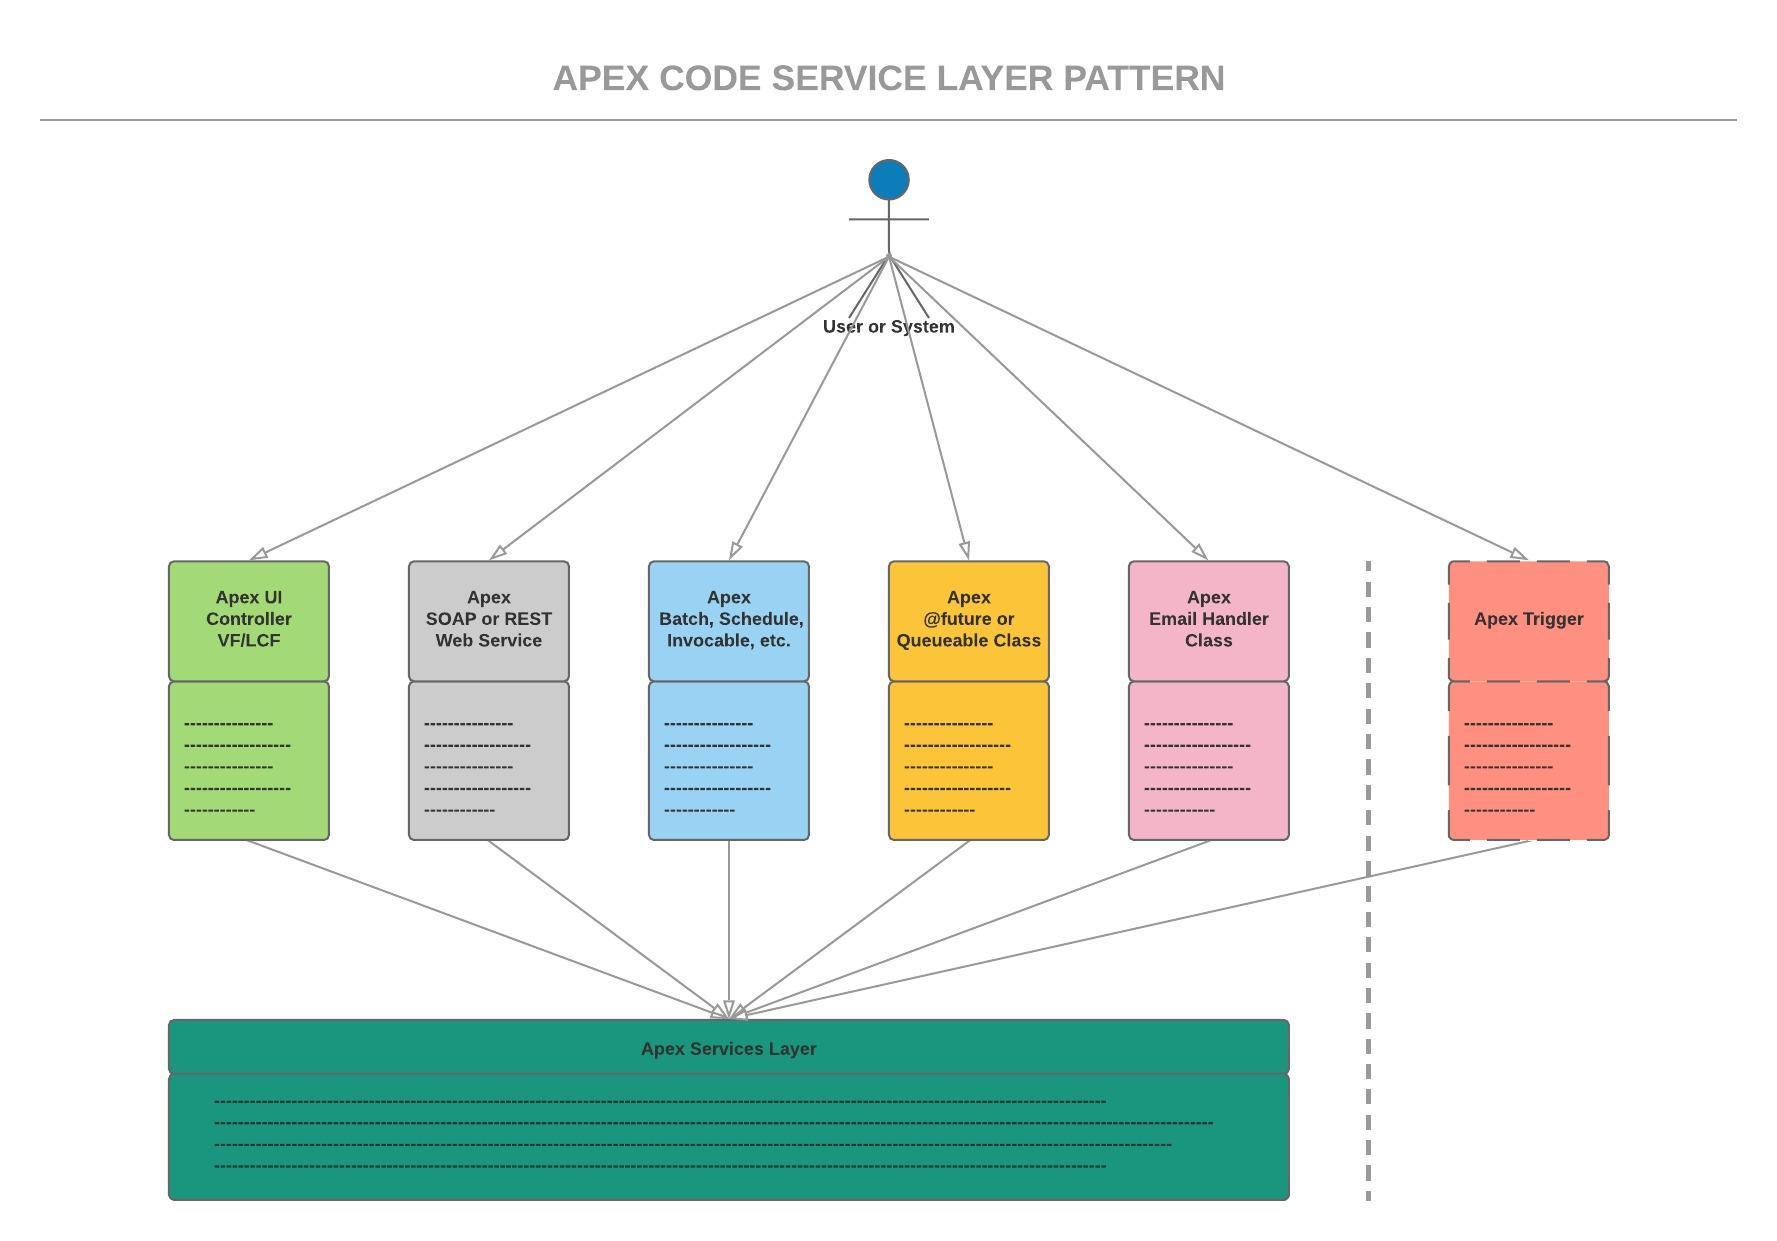 APEX CODE SERVICE LAYER PATTERN
User or System
Apex UI
Controller
VF/LCF
Apex
SOAP or REST
Web Service
Apex
Batch, Schedule,
Invocable, etc.
Apex
@future or
Queueable Class
Apex
Email Handler
Class
Apex Trigger
Apex Services Layer